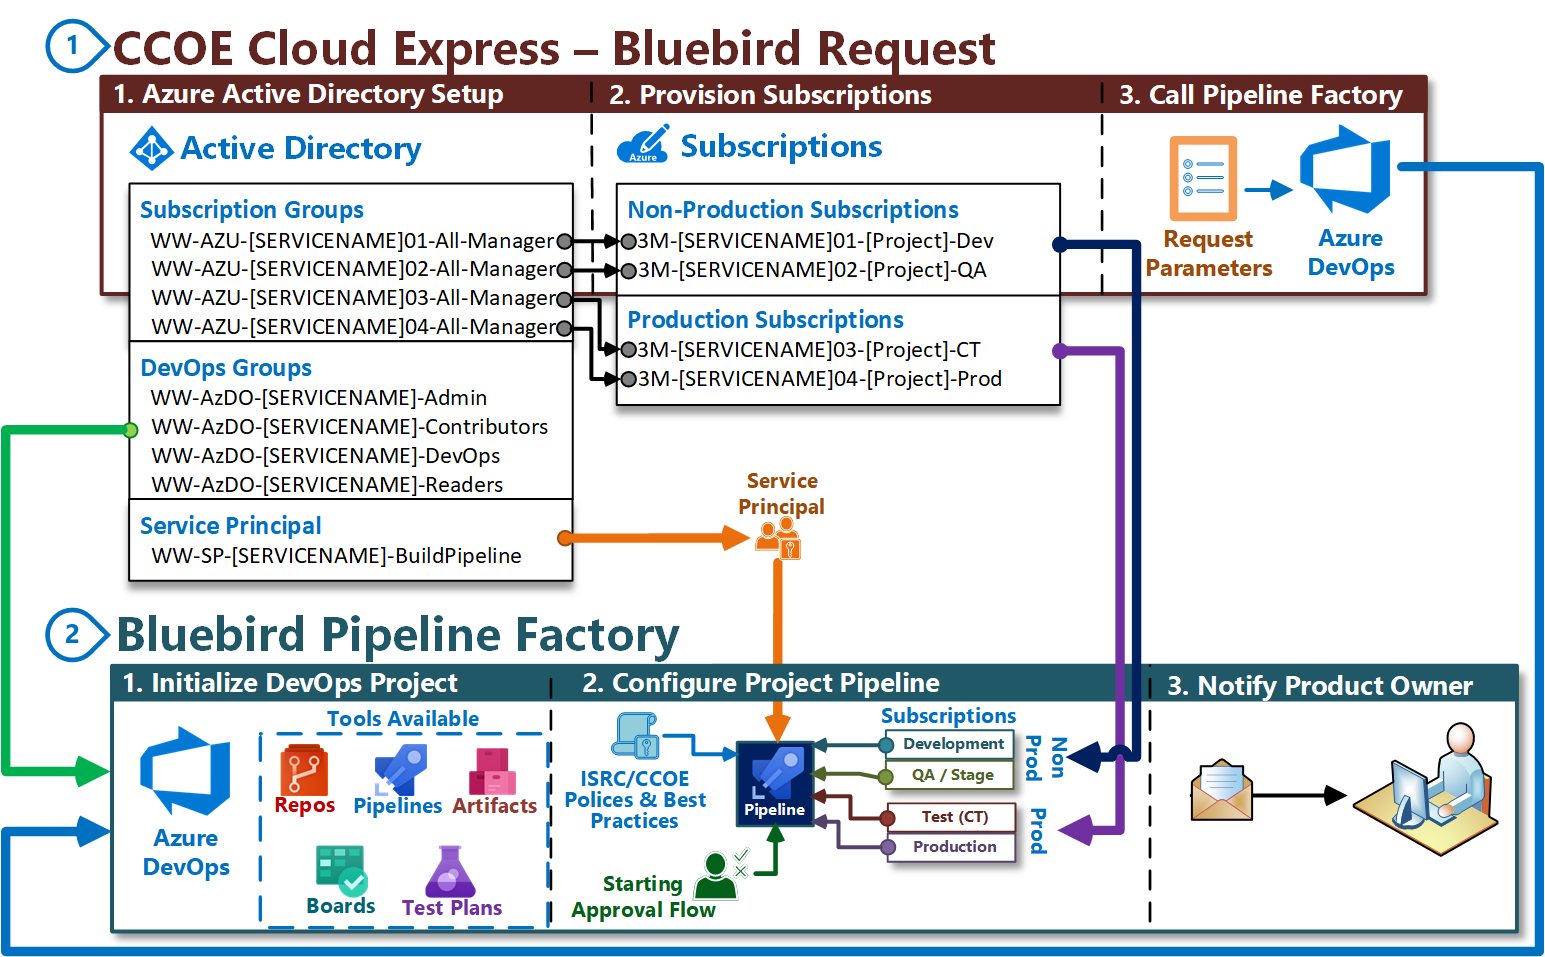 1
CCOE Cloud Express – Bluebird Request
1. Azure Active Directory Setup
2. Provision Subscriptions
3. Call Pipeline Factory
Active Directory
Subscription Groups
WW-AZU-[SERVICENAME]01-All-Manager
WW-AZU-[SERVICENAME]02-All-Manager
WW-AZU-[SERVICENAME]03-All-Manager
WW-AZU-[SERVICENAME]04-All-Manager
DevOps Groups
WW-AzDO-[SERVICENAME]-Admin
WW-AzDO-[SERVICENAME]-Contributors
WW-AzDO-[SERVICENAME]-DevOps
WW-AzDO-[SERVICENAME]-Readers
Service Principal
WW-SP-[SERVICENAME]-BuildPipeline
Azure
Subscriptions
Non-Production Subscriptions
3M-[SERVICENAME]01-[Project]-Dev
3M-[SERVICENAME]02-[Project]-QA
Production Subscriptions
3M-[SERVICENAME]03-[Project]-CT
3M-[SERVICENAME]04-[Project]-Prod
Request
Parameters
Azure
DevOps
Service
Principal
2
Bluebird Pipeline Factory
1. Initialize DevOps Project
2. Configure Project Pipeline
3. Notify Product Owner
Azure
DevOps
Tools Available
Repos
Pipelines
Artifacts
Boards
Test Plans
ISRC/CCOE
Polices & Best
Practices
Starting
Approval Flow
Pipeline
Subscriptions
Development
QA / Stage
Test (CT)
Production
Non
Prod
Prod